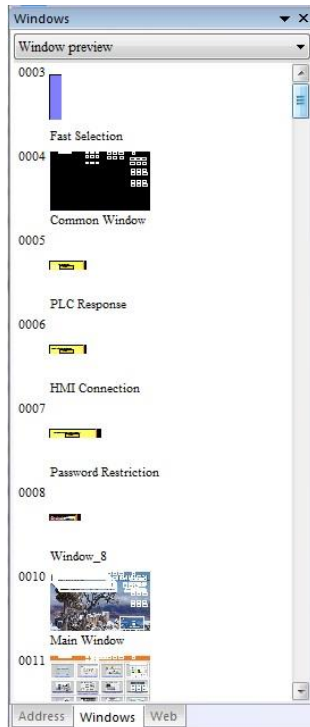 Windows
Window preview
0003
Fast Selection
0004
Common Window
0005
PLC Response
0006
HMI Connection
0007
Password Restriction
0008
Window_8
0010
Main Window
0011
Address Windows Web